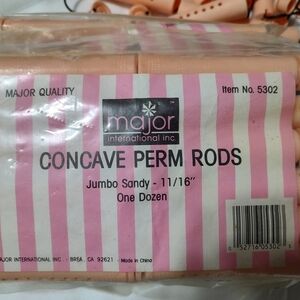 MAJOR QUALITY
Item No. 5302
major
international inc
CONCAVE PERM RODS
Jumbo Sandy - 11/16"
One Dozen
MAJOR INTERNATIONAL INC. - BREA, CA 92621 - Made in China